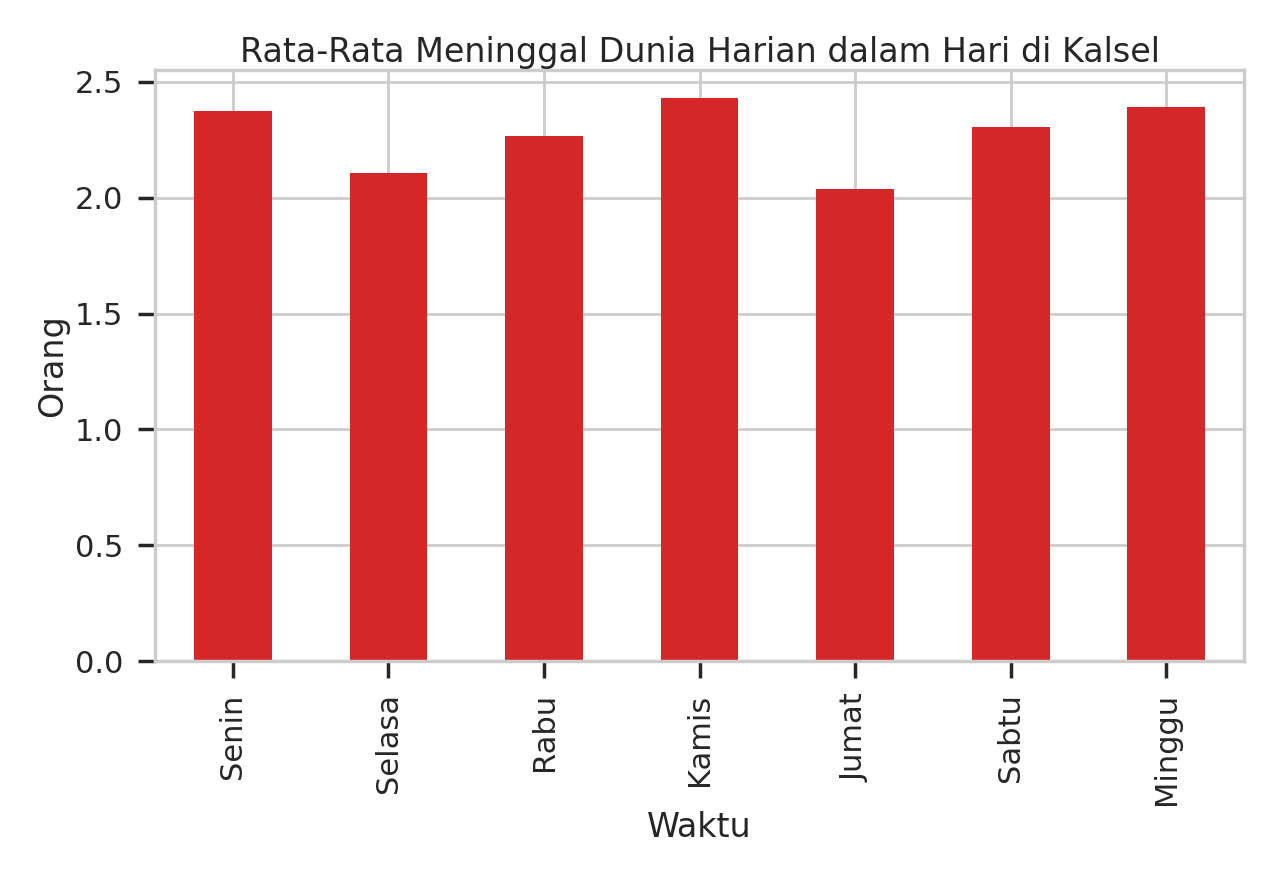 Rata-Rata Meninggal Dunia Harian dalam Hari di Kalsel
2.5
2.0
1.5
1.0
0.5
0.0
Orang
Senin
Selasa
Rabu
Kamis
Jumat
Sabtu
Minggu
Waktu